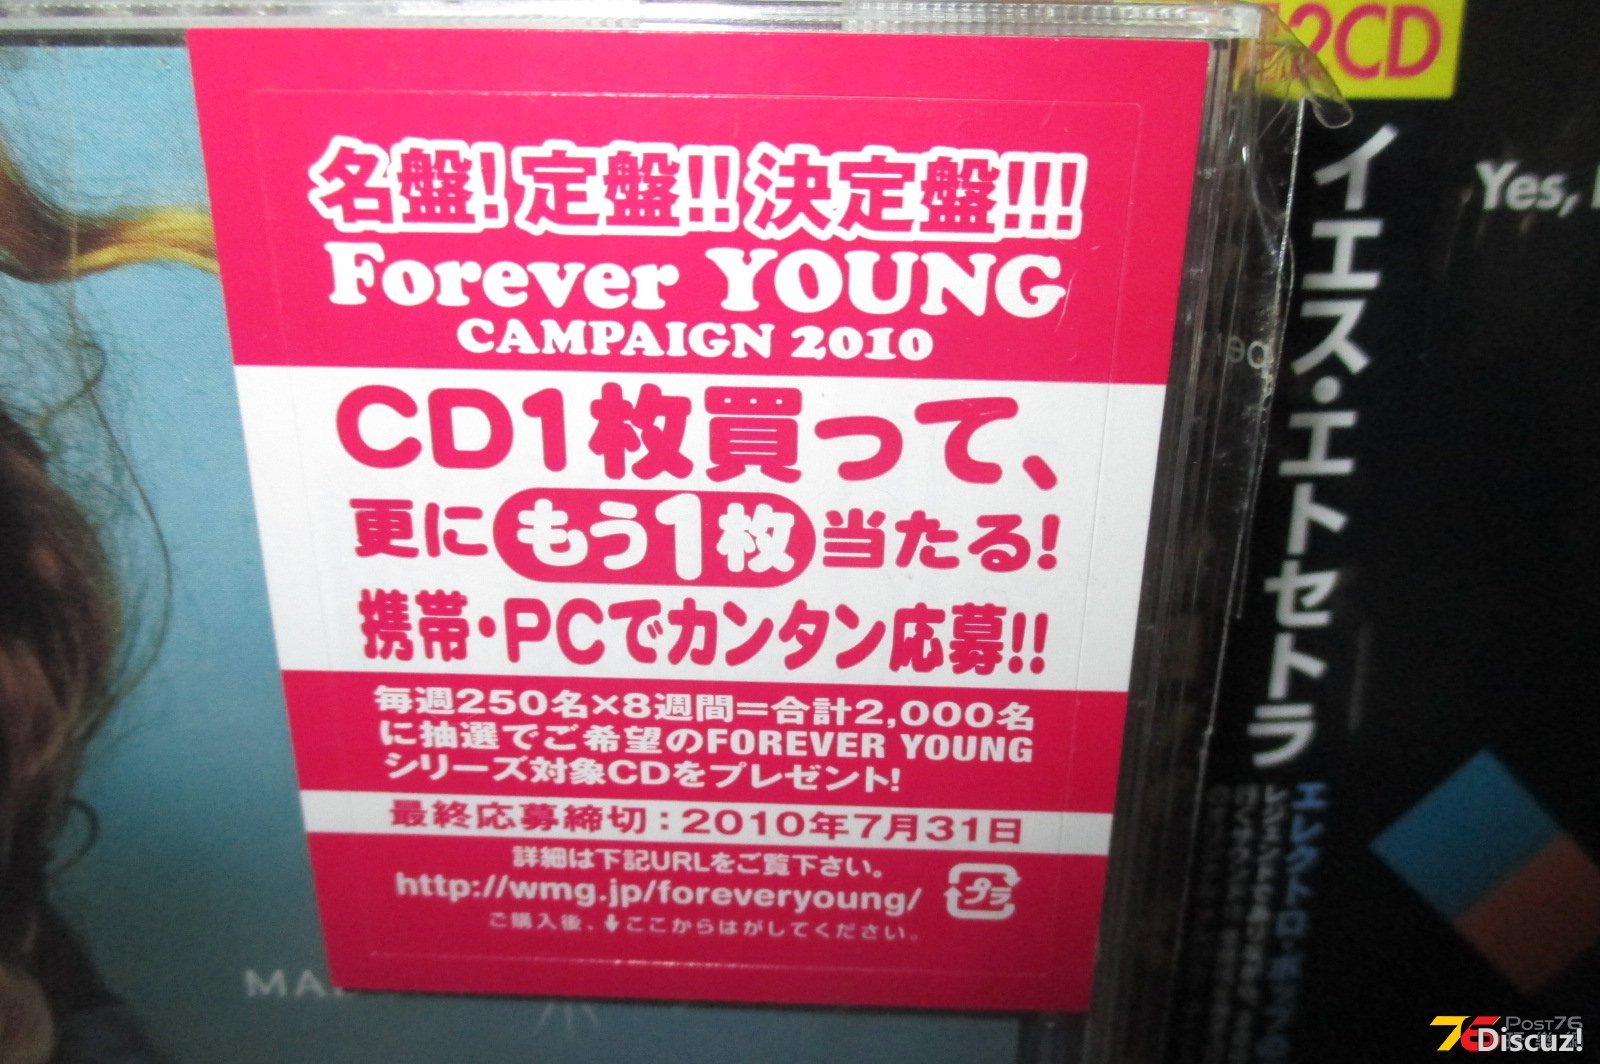 名盤!定盤!!決定盤!!!
Forever YOUNG
CAMPAIGN 2010
CD1枚買って、
更にもう1枚当たる!
携帯・PCでカンタン応募!!
毎週250名×8週間=合計2,000名
に抽選でご希望のFOREVER YOUNG
シリーズ対象CDをプレゼント!
最終応募締切:2010年7月31日
詳細は下記URLをご覧下さい。
http://wmg.jp/foreveryoung/
プラ
ご購入後、↓ここからはがしてください。
2CD
イエス・エトセトラ
Yes,
Post76
Discuz!